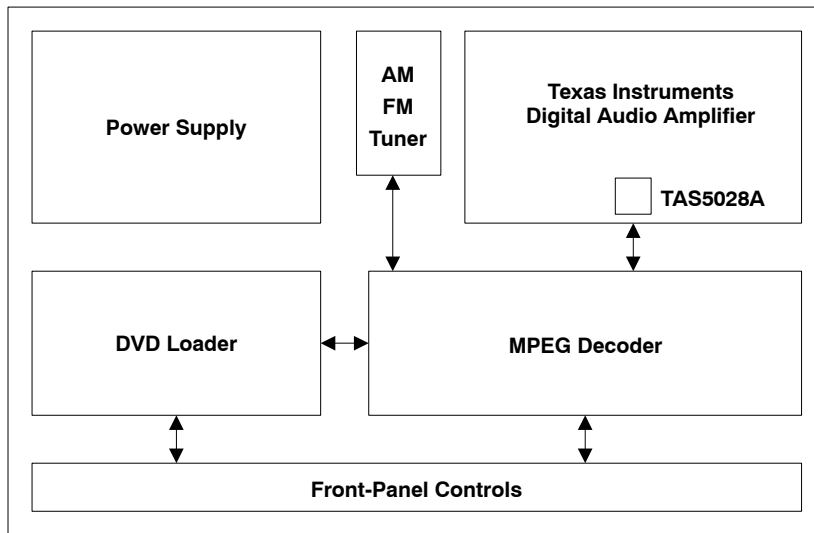 Power Supply
AM
FM
Tuner
Texas Instruments
Digital Audio Amplifier
TAS5028A
DVD Loader
MPEG Decoder
Front-Panel Controls